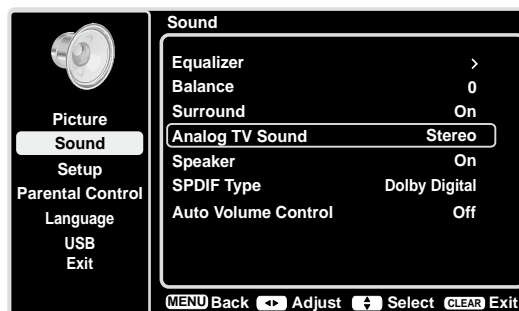 Sound
Equalizer >
Balance 0
Surround On
Analog TV Sound Stereo
Speaker On
SPDIF Type Dolby Digital
Auto Volume Control Off
Picture
Sound
Setup
Parental Control
Language
USB
Exit
MENU Back Adjust Select CLEAR Exit